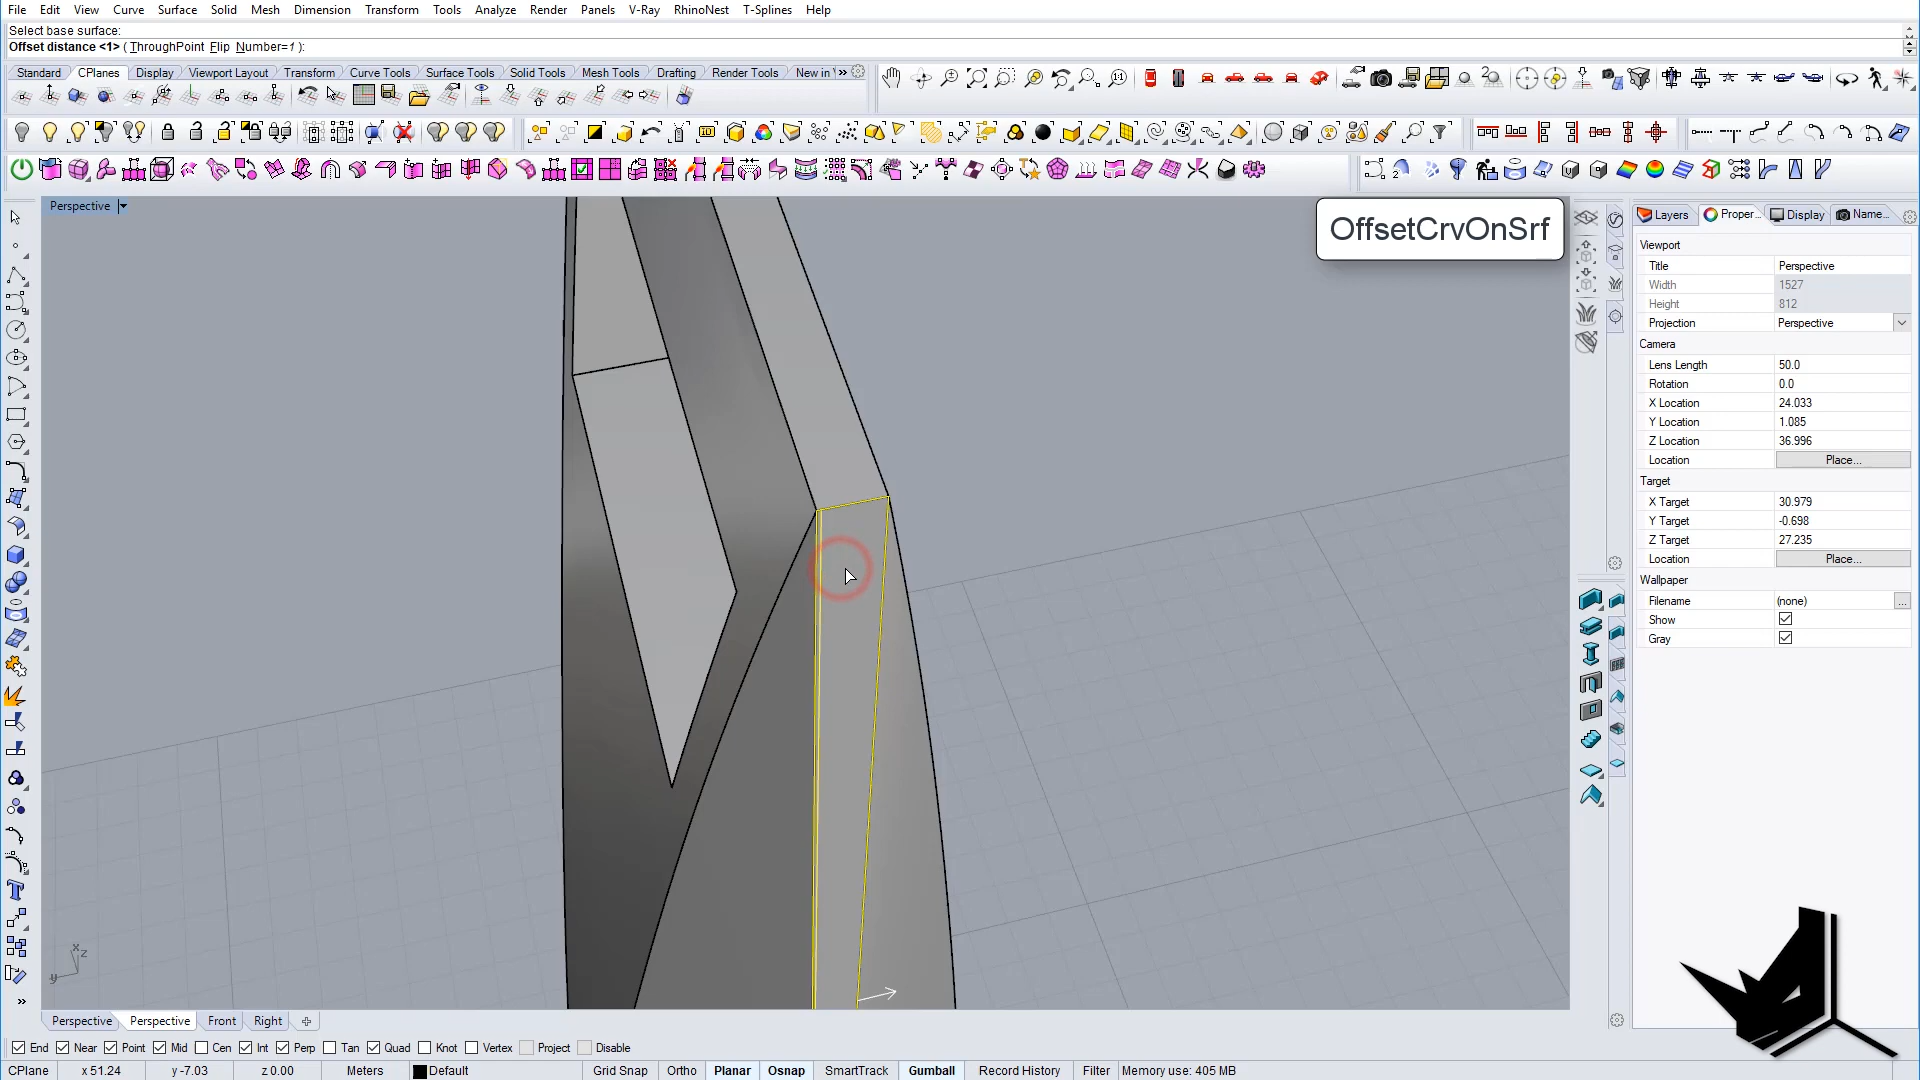 File Edit View Curve Surface Solid Mesh Dimension Transform Tools Analyze Render Panels V-Ray RhinoNest T-Splines Help
Select base surface:
Offset distance <1> ( ThroughPoint Flip Number=1 ):
Standard CPlanes Display Viewport Layout Transform Curve Tools Surface Tools Solid Tools Mesh Tools Drafting Render Tools New in
Perspective
OffsetCrvOnSrf
Layers Proper... Display Name...
Viewport
Title Perspective
Width 1527
Height 812
Projection Perspective
Camera
Lens Length 50.0
Rotation 0.0
X Location 24.033
Y Location 1.085
Z Location 36.996
Location Place...
Target
X Target 30.979
Y Target -0.698
Z Target 27.235
Location Place...
Wallpaper
Filename (none) ...
Show
Gray
x z
y
Perspective Perspective Front Right
End Near Point Mid Cen Int Perp Tan Quad Knot Vertex Project Disable
CPlane x 51.24 y -7.03 z 0.00 Meters Default Grid Snap Ortho Planar Osnap SmartTrack Gumball Record History Filter Memory use: 405 MB